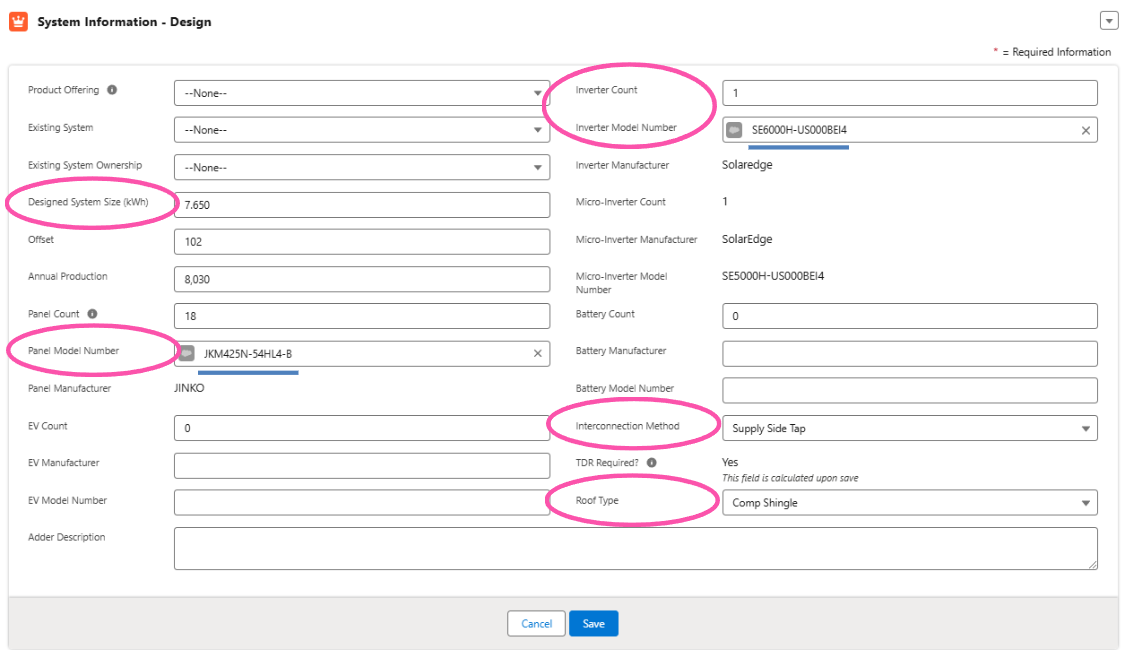 System Information - Design
* = Required Information
Product Offering
--None--
Existing System
--None--
Existing System Ownership
--None--
Designed System Size (kWh)
7.650
Offset
102
Annual Production
8,030
Panel Count
18
Panel Model Number
JKM425N-54HL4-B
Panel Manufacturer
JINKO
EV Count
0
EV Manufacturer
EV Model Number
Adder Description
Inverter Count
1
Inverter Model Number
SE6000H-US000BEI4
Inverter Manufacturer
Solaredge
Micro-Inverter Count
1
Micro-Inverter Manufacturer
SolarEdge
Micro-Inverter Model
Number
SE5000H-US000BEI4
Battery Count
0
Battery Manufacturer
Battery Model Number
Interconnection Method
Supply Side Tap
TDR Required?
Yes
This field is calculated upon save
Roof Type
Comp Shingle
Cancel
Save